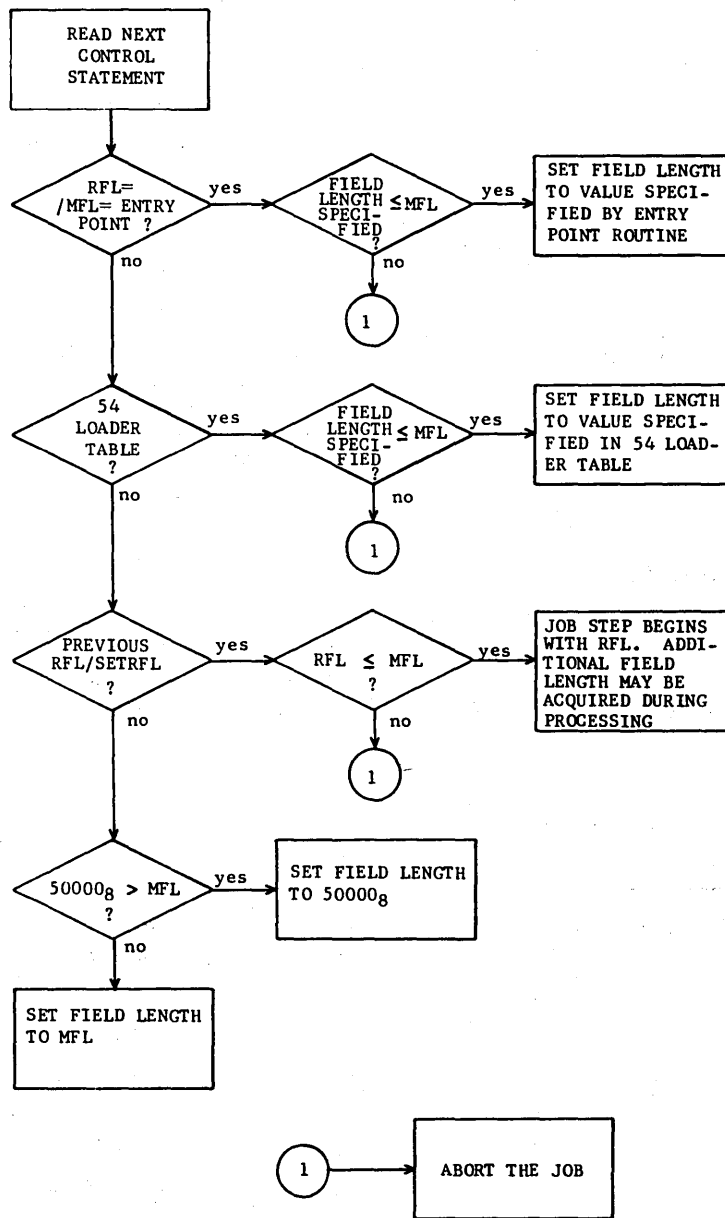 READ NEXT
CONTROL
STATEMENT
RFL=
/MFL= ENTRY
POINT ?
yes
no
FIELD
LENGTH
SPECI-
FIED
?
≤MFL
yes
no
1
SET FIELD LENGTH
TO VALUE SPECI-
FIED BY ENTRY
POINT ROUTINE
54
LOADER
TABLE
?
yes
no
FIELD
LENGTH
SPECI-
FIED
?
≤MFL
yes
no
1
SET FIELD LENGTH
TO VALUE SPECI-
FIED IN 54 LOAD-
ER TABLE
PREVIOUS
RFL/SETRFL
?
yes
no
RFL ≤ MFL
?
yes
no
1
JOB STEP BEGINS
WITH RFL. ADDI-
TIONAL FIELD
LENGTH MAY BE
ACQUIRED DURING
PROCESSING
50000₈ > MFL
?
yes
no
SET FIELD LENGTH
TO 50000₈
SET FIELD LENGTH
TO MFL
1
ABORT THE JOB